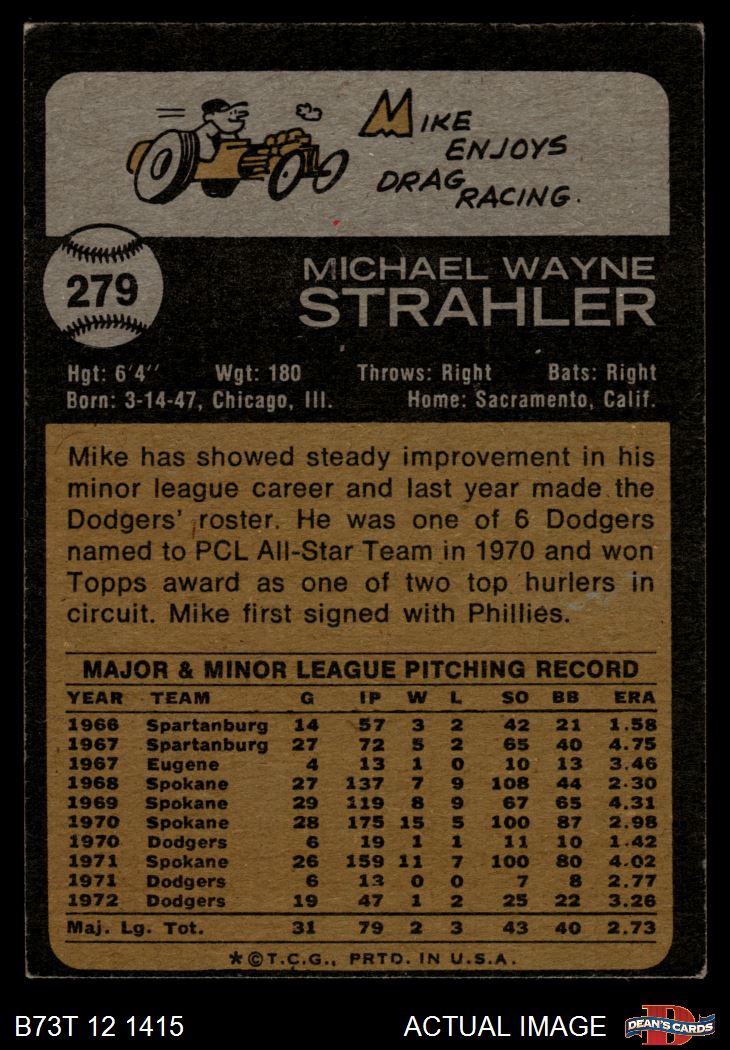 MIKE
ENJOYS
DRAG
RACING.
279
MICHAEL WAYNE
STRAHLER
Hgt: 6'4'' Wgt: 180 Throws: Right Bats: Right
Born: 3-14-47, Chicago, Ill. Home: Sacramento, Calif.
Mike has showed steady improvement in his
minor league career and last year made the
Dodgers' roster. He was one of 6 Dodgers
named to PCL All-Star Team in 1970 and won
Topps award as one of two top hurlers in
circuit. Mike first signed with Phillies.
MAJOR & MINOR LEAGUE PITCHING RECORD
YEAR TEAM G IP W L SO BB ERA
1966 Spartanburg 14 57 3 2 42 21 1.58
1967 Spartanburg 27 72 5 2 65 40 4.75
1967 Eugene 4 13 1 0 10 13 3.46
1968 Spokane 27 137 7 9 108 44 2.30
1969 Spokane 29 119 8 9 67 65 4.31
1970 Spokane 28 175 15 5 100 87 2.98
1970 Dodgers 6 19 1 1 11 10 1.42
1971 Spokane 26 159 11 7 100 80 4.02
1971 Dodgers 6 13 0 0 7 8 2.77
1972 Dodgers 19 47 1 2 25 22 3.26
Maj. Lg. Tot. 31 79 2 3 43 40 2.73
*©T.C.G., PRTD. IN U.S.A.
B73T 12 1415 ACTUAL IMAGE D DEAN'S CARDS